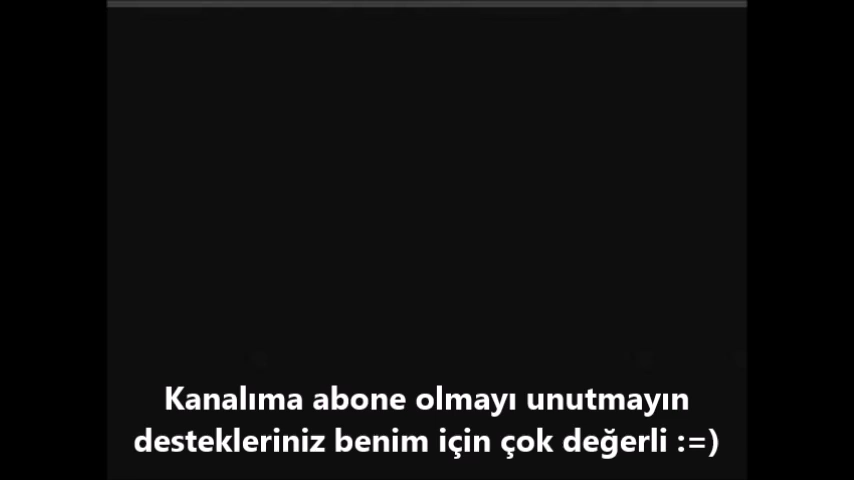 Kanalıma abone olmayı unutmayın
destekleriniz benim için çok değerli :=)